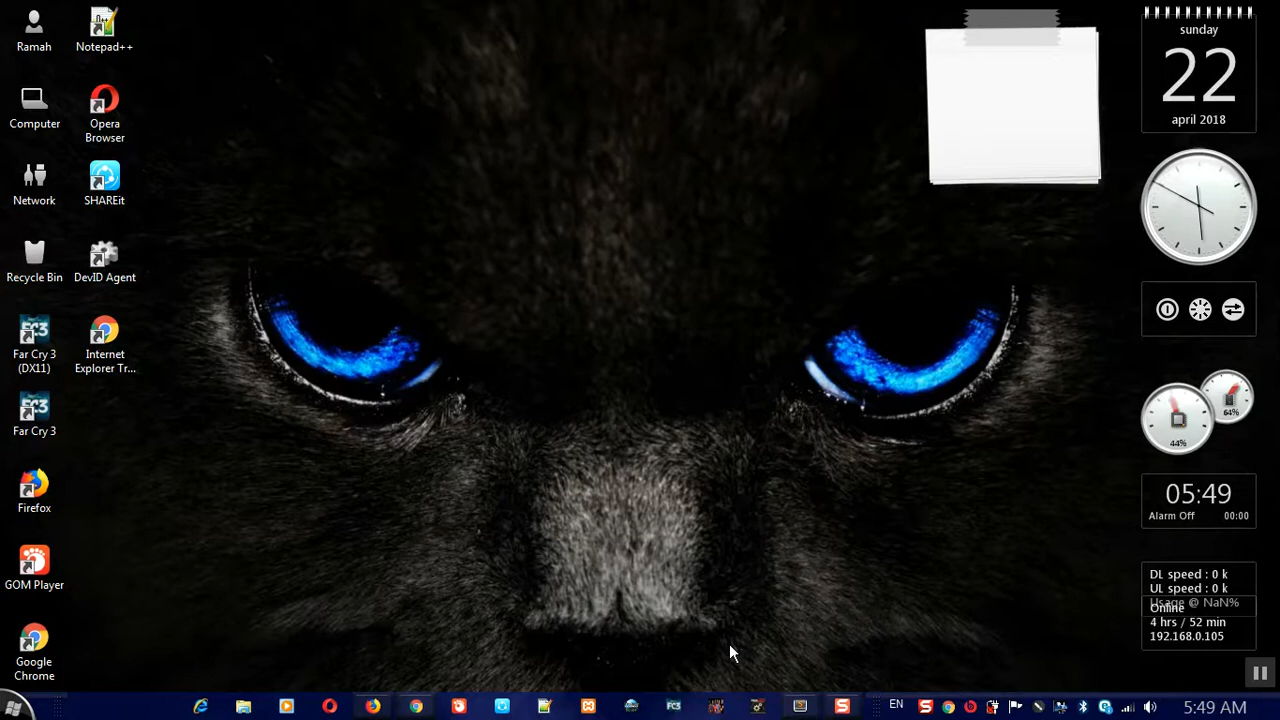 Ramah
Notepad++
Computer
Opera
Browser
Network
SHAREit
Recycle Bin
DevID Agent
Far Cry 3
(DX11)
Internet
Explorer Tr...
Far Cry 3
Firefox
GOM Player
Google
Chrome
sunday
22
april 2018
64%
44%
05:49
Alarm Off 00:00
DL speed : 0 k
UL speed : 0 k
Usage @ NaN%
Online
4 hrs / 52 min
192.168.0.105
FC3
EN
5:49 AM